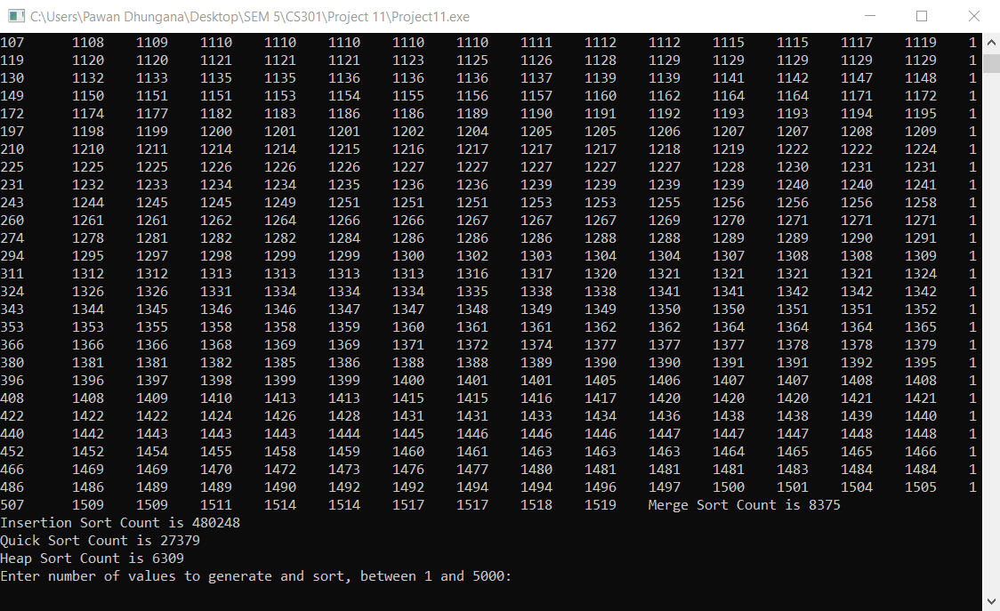 C:\Users\Pawan Dhungana\Desktop\SEM 5\CS301\Project 11\Project11.exe
107 1108 1109 1110 1110 1110 1110 1110 1111 1112 1112 1115 1115 1117 1119 1
119 1120 1120 1121 1121 1121 1123 1125 1126 1128 1129 1129 1129 1129 1129 1
130 1132 1133 1135 1135 1136 1136 1136 1137 1139 1139 1141 1142 1147 1148 1
149 1150 1151 1151 1153 1154 1155 1156 1157 1160 1162 1164 1164 1171 1172 1
172 1174 1177 1182 1183 1186 1186 1189 1190 1191 1192 1193 1193 1194 1195 1
197 1198 1199 1200 1201 1201 1202 1204 1205 1205 1206 1207 1207 1208 1209 1
210 1210 1211 1214 1214 1215 1216 1217 1217 1217 1218 1219 1222 1222 1224 1
225 1225 1225 1226 1226 1226 1227 1227 1227 1227 1227 1228 1230 1231 1231 1
231 1232 1233 1234 1234 1235 1236 1236 1239 1239 1239 1239 1240 1240 1241 1
243 1244 1245 1245 1249 1251 1251 1251 1253 1253 1255 1256 1256 1256 1258 1
260 1261 1261 1262 1264 1266 1266 1267 1267 1267 1269 1270 1271 1271 1271 1
274 1278 1281 1282 1282 1284 1286 1286 1286 1288 1288 1289 1289 1290 1291 1
294 1295 1297 1298 1299 1299 1300 1302 1303 1304 1304 1307 1308 1308 1309 1
311 1312 1312 1313 1313 1313 1313 1316 1317 1320 1321 1321 1321 1321 1324 1
324 1326 1326 1331 1334 1334 1334 1335 1338 1338 1341 1341 1342 1342 1342 1
343 1344 1345 1346 1346 1347 1347 1348 1349 1349 1350 1350 1351 1351 1352 1
353 1353 1355 1358 1358 1359 1360 1361 1361 1362 1362 1364 1364 1364 1365 1
366 1366 1366 1368 1369 1369 1371 1372 1374 1377 1377 1377 1378 1378 1379 1
380 1381 1381 1382 1385 1386 1388 1388 1389 1390 1390 1391 1391 1392 1395 1
396 1396 1397 1398 1399 1399 1400 1401 1401 1405 1406 1407 1407 1408 1408 1
408 1408 1409 1410 1413 1413 1415 1415 1416 1417 1420 1420 1420 1421 1421 1
422 1422 1422 1424 1426 1428 1431 1431 1433 1434 1436 1438 1438 1439 1440 1
440 1442 1443 1443 1443 1444 1445 1446 1446 1446 1447 1447 1447 1448 1448 1
452 1452 1454 1455 1458 1459 1460 1461 1463 1463 1463 1464 1465 1465 1466 1
466 1469 1469 1470 1472 1473 1476 1477 1480 1481 1481 1481 1483 1484 1484 1
486 1486 1489 1489 1490 1492 1492 1494 1494 1496 1497 1500 1501 1504 1505 1
507 1509 1509 1511 1514 1514 1517 1517 1518 1519 Merge Sort Count is 8375
Insertion Sort Count is 480248
Quick Sort Count is 27379
Heap Sort Count is 6309
Enter number of values to generate and sort, between 1 and 5000: